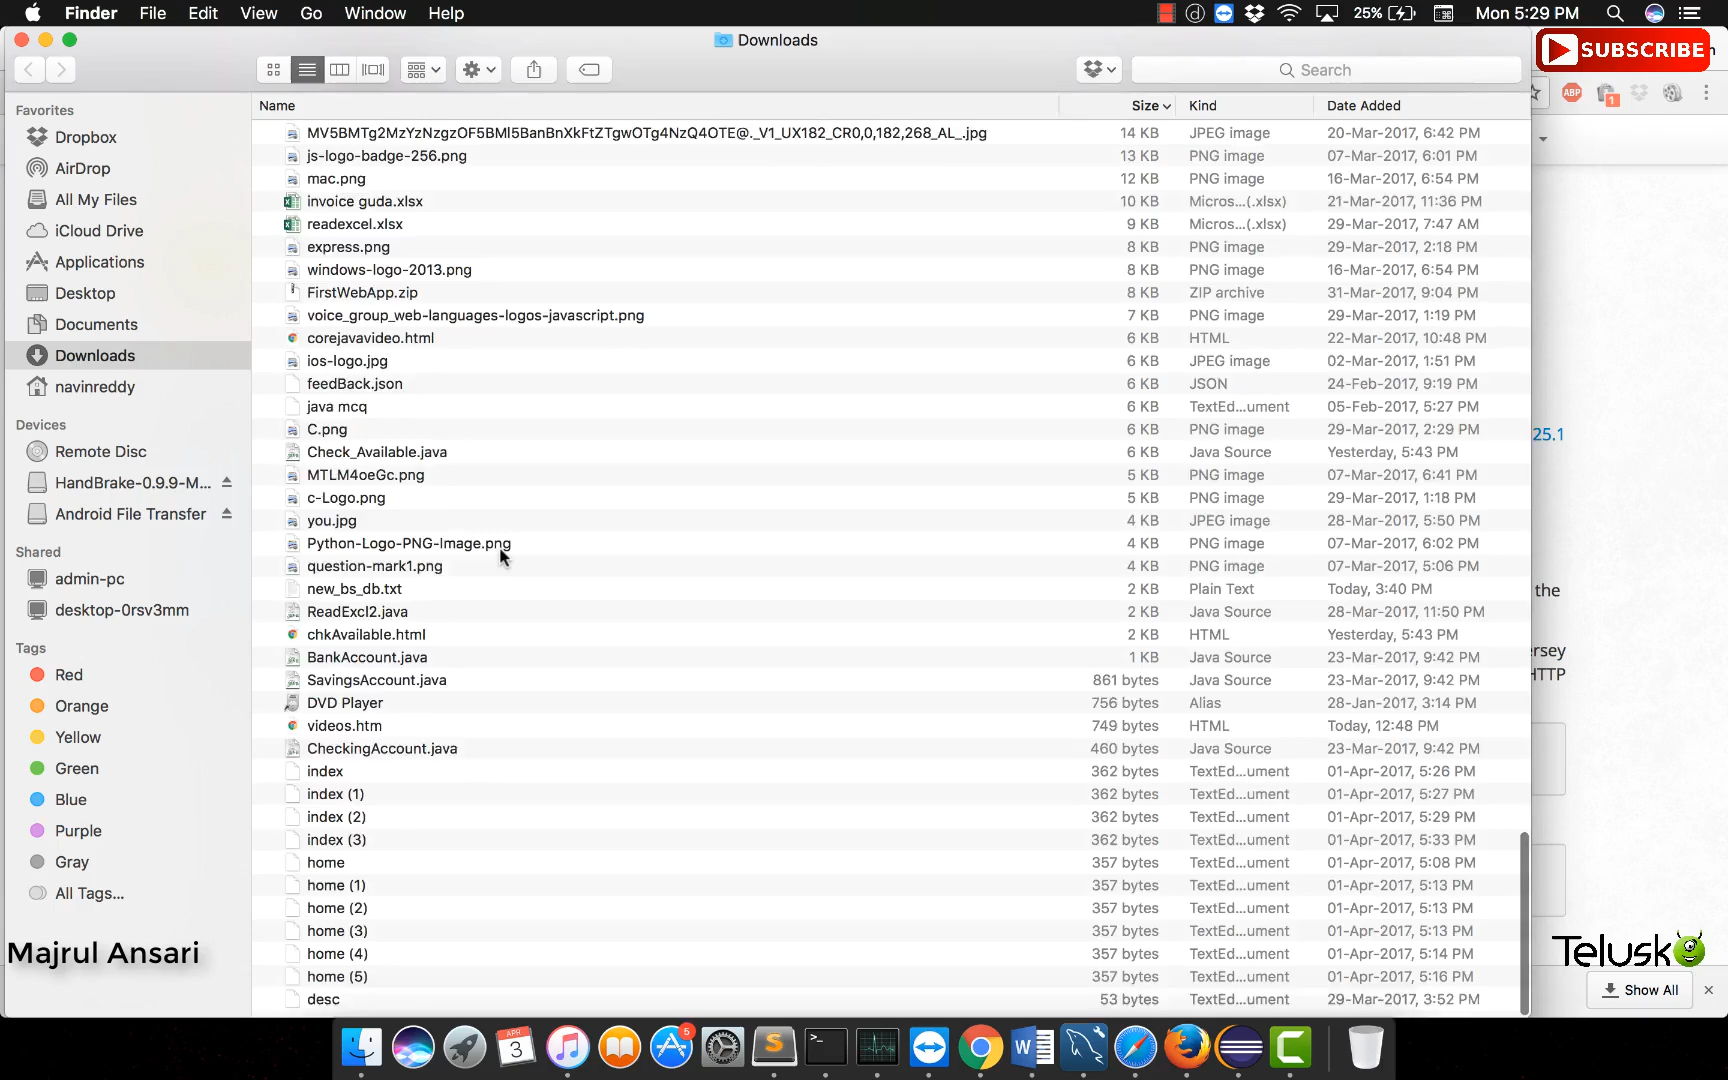 Finder File Edit View Go Window Help 25% Mon 5:29 PM
Downloads
SUBSCRIBE
Search
ABP 1
Favorites
Dropbox
AirDrop
All My Files
iCloud Drive
Applications
Desktop
Documents
Downloads
navinreddy
Devices
Remote Disc
HandBrake-0.9.9-M...
Android File Transfer
Shared
admin-pc
desktop-0rsv3mm
Tags
Red
Orange
Yellow
Green
Blue
Purple
Gray
All Tags...
Majrul Ansari
Name Size Kind Date Added
MV5BMTg2MzYzNzgzOF5BMl5BanBnXkFtZTgwOTg4NzQ4OTE@._V1_UX182_CR0,0,182,268_AL_.jpg 14 KB JPEG image 20-Mar-2017, 6:42 PM
js-logo-badge-256.png 13 KB PNG image 07-Mar-2017, 6:01 PM
mac.png 12 KB PNG image 16-Mar-2017, 6:54 PM
invoice guda.xlsx 10 KB Micros...(.xlsx) 21-Mar-2017, 11:36 PM
readexcel.xlsx 9 KB Micros...(.xlsx) 29-Mar-2017, 7:47 AM
express.png 8 KB PNG image 29-Mar-2017, 2:18 PM
windows-logo-2013.png 8 KB PNG image 16-Mar-2017, 6:54 PM
FirstWebApp.zip 8 KB ZIP archive 31-Mar-2017, 9:04 PM
voice_group_web-languages-logos-javascript.png 7 KB PNG image 29-Mar-2017, 1:19 PM
corejavavideo.html 6 KB HTML 22-Mar-2017, 10:48 PM
ios-logo.jpg 6 KB JPEG image 02-Mar-2017, 1:51 PM
feedBack.json 6 KB JSON 24-Feb-2017, 9:19 PM
java mcq 6 KB TextEd...ument 05-Feb-2017, 5:27 PM
C.png 6 KB PNG image 29-Mar-2017, 2:29 PM
Check_Available.java 6 KB Java Source Yesterday, 5:43 PM
MTLM4oeGc.png 5 KB PNG image 07-Mar-2017, 6:41 PM
c-Logo.png 5 KB PNG image 29-Mar-2017, 1:18 PM
you.jpg 4 KB JPEG image 28-Mar-2017, 5:50 PM
Python-Logo-PNG-Image.png 4 KB PNG image 07-Mar-2017, 6:02 PM
question-mark1.png 4 KB PNG image 07-Mar-2017, 5:06 PM
new_bs_db.txt 2 KB Plain Text Today, 3:40 PM
ReadExcl2.java 2 KB Java Source 28-Mar-2017, 11:50 PM
chkAvailable.html 2 KB HTML Yesterday, 5:43 PM
BankAccount.java 1 KB Java Source 23-Mar-2017, 9:42 PM
SavingsAccount.java 861 bytes Java Source 23-Mar-2017, 9:42 PM
DVD Player 756 bytes Alias 28-Jan-2017, 3:14 PM
videos.htm 749 bytes HTML Today, 12:48 PM
CheckingAccount.java 460 bytes Java Source 23-Mar-2017, 9:42 PM
index 362 bytes TextEd...ument 01-Apr-2017, 5:26 PM
index (1) 362 bytes TextEd...ument 01-Apr-2017, 5:27 PM
index (2) 362 bytes TextEd...ument 01-Apr-2017, 5:29 PM
index (3) 362 bytes TextEd...ument 01-Apr-2017, 5:33 PM
home 357 bytes TextEd...ument 01-Apr-2017, 5:08 PM
home (1) 357 bytes TextEd...ument 01-Apr-2017, 5:13 PM
home (2) 357 bytes TextEd...ument 01-Apr-2017, 5:13 PM
home (3) 357 bytes TextEd...ument 01-Apr-2017, 5:13 PM
home (4) 357 bytes TextEd...ument 01-Apr-2017, 5:14 PM
home (5) 357 bytes TextEd...ument 01-Apr-2017, 5:16 PM
desc 53 bytes TextEd...ument 29-Mar-2017, 3:52 PM
25.1
the
rsey
HTTP
Telusko
Show All
APR
3
5